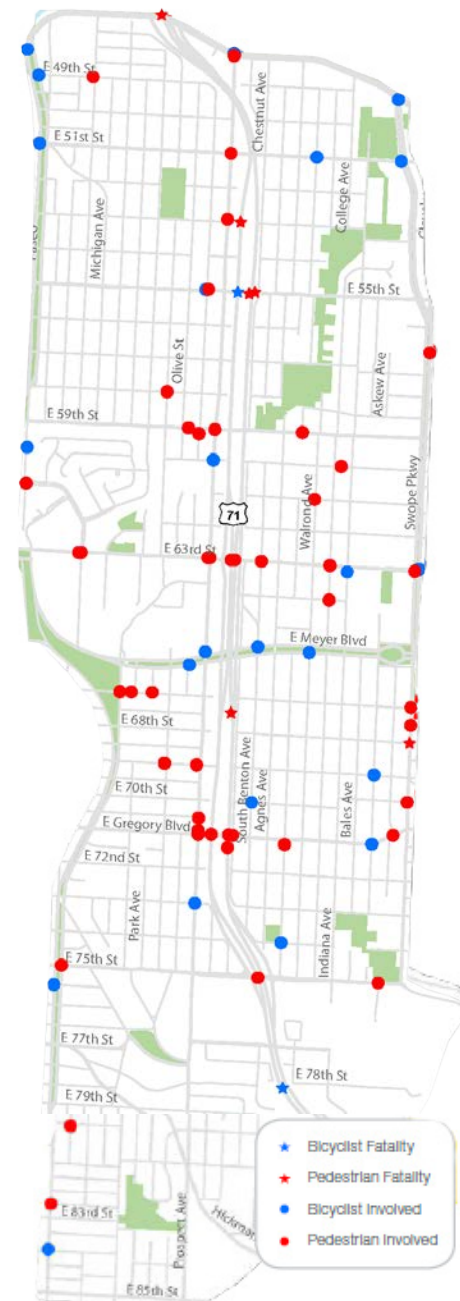 E 49th St
Chestnut Ave
E 51st St
College Ave
Michigan Ave
Paseo
E 55th St
Olive St
Askew Ave
E 59th St
Swope Pkwy
Walrond Ave
71
E 63rd St
E Meyer Blvd
E 68th St
South Benton Ave
Agnes Ave
E 70th St
Bales Ave
E Gregory Blvd
E 72nd St
Park Ave
Indiana Ave
E 75th St
E 77th St
E 78th St
E 79th St
Bicyclist Fatality
Pedestrian Fatality
Bicyclist Involved
Pedestrian Involved
E 83rd St
Prospect Ave
E 85th St